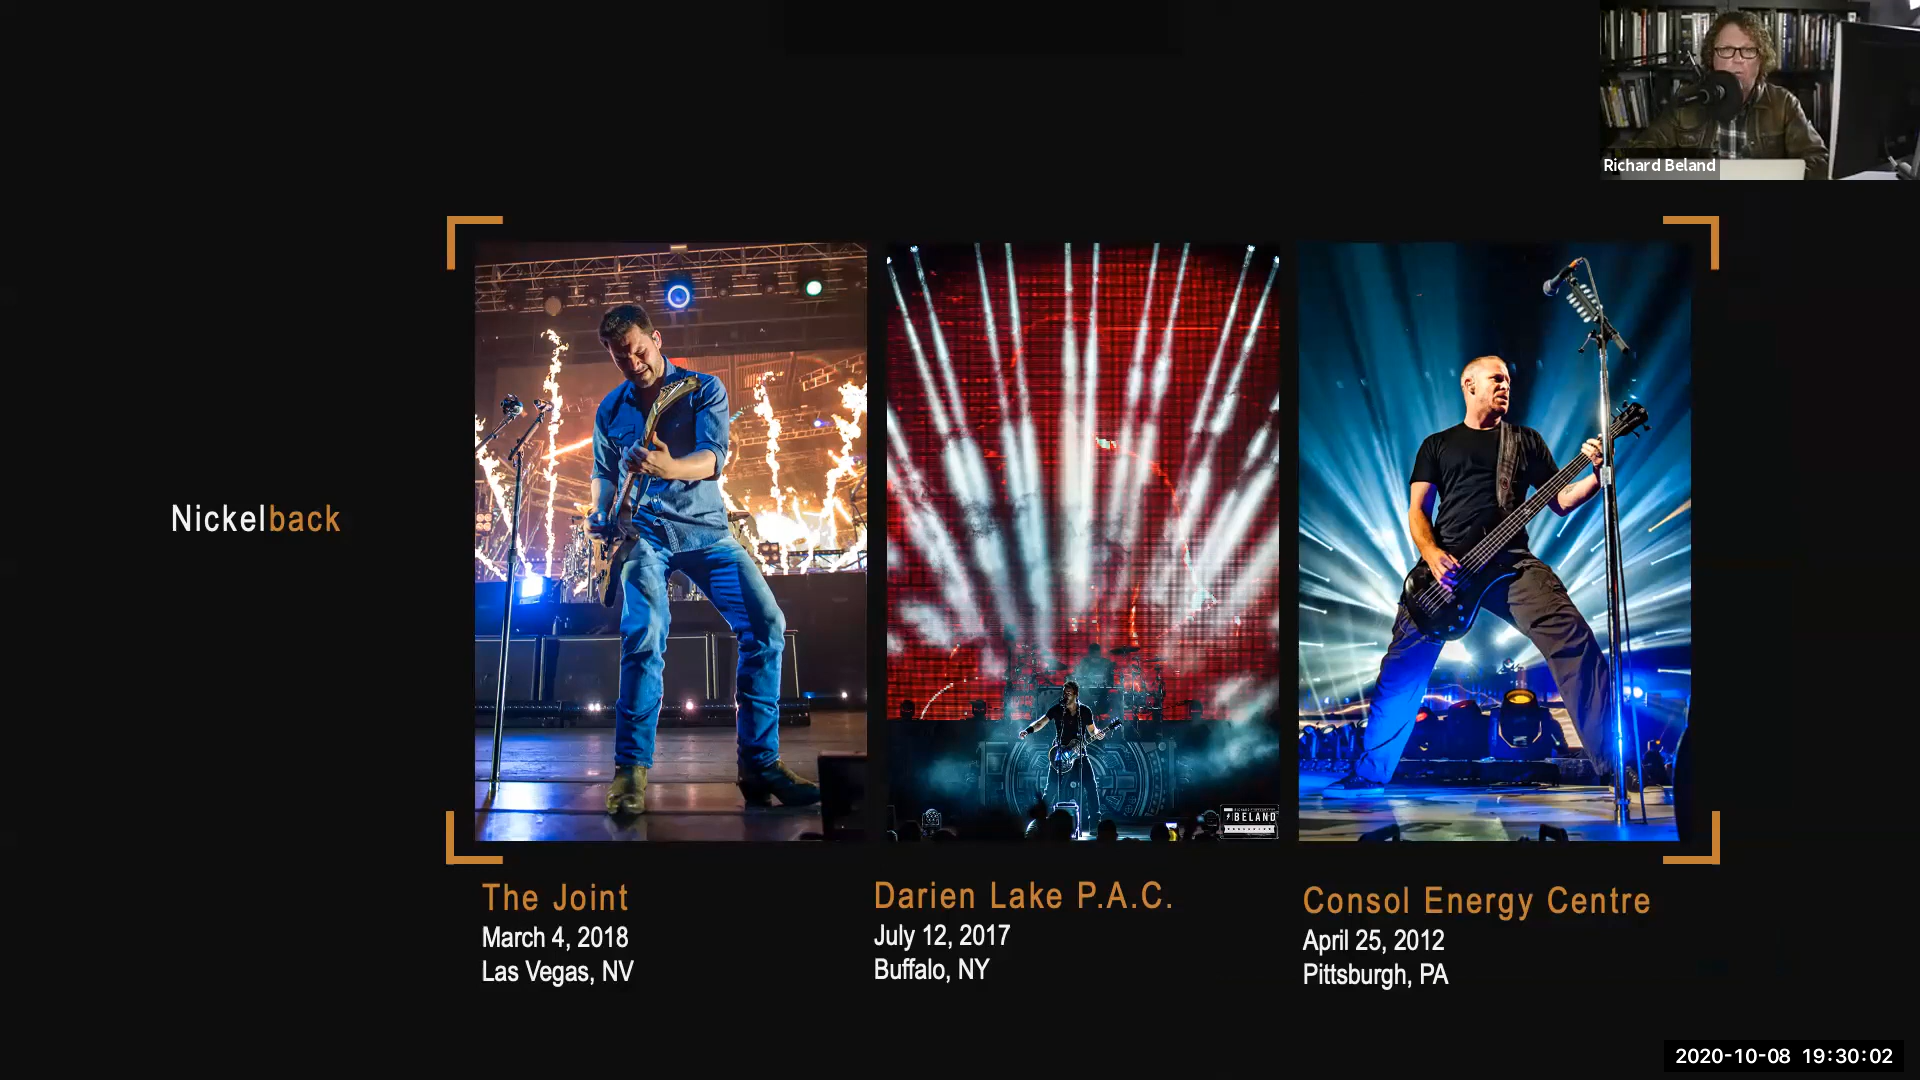 Richard Beland
Nickelback
BELAND
The Joint
March 4, 2018
Las Vegas, NV
Darien Lake P.A.C.
July 12, 2017
Buffalo, NY
Consol Energy Centre
April 25, 2012
Pittsburgh, PA
2020-10-08 19:30:02